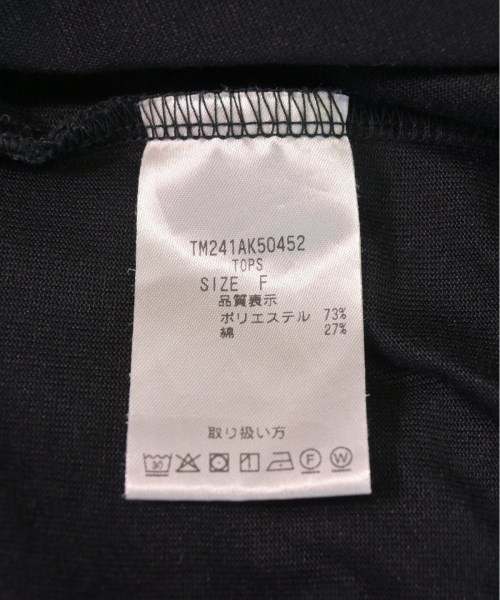 TM241AK50452
TOPS
SIZE F
品質表示
ポリエステル 73%
綿 27%
取り扱い方
30 F W